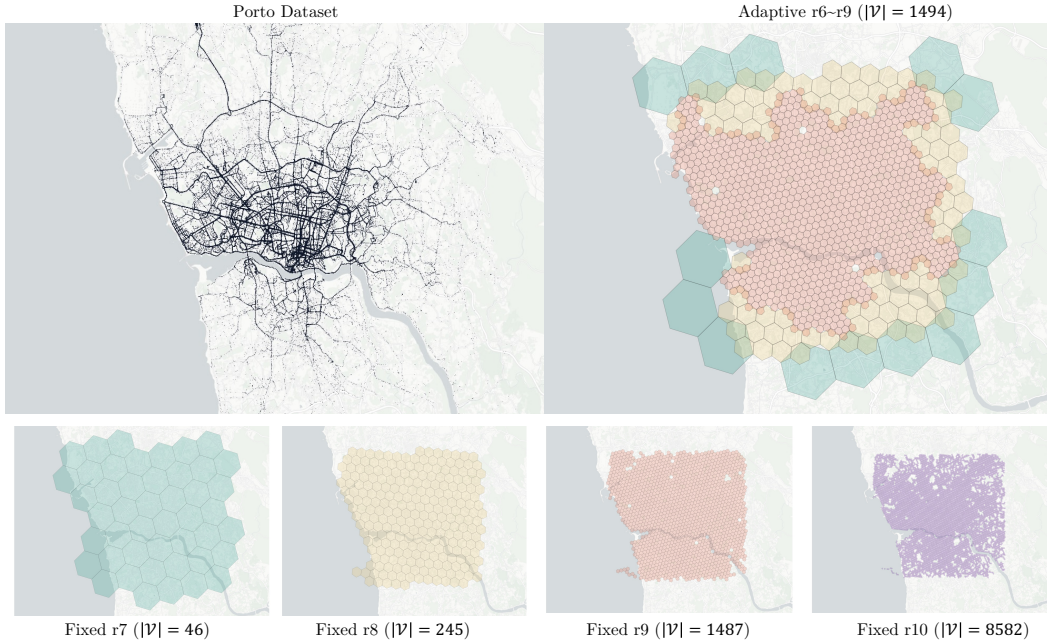 Porto Dataset
Adaptive r6~r9 (|𝒱| = 1494)
Fixed r7 (|𝒱| = 46)
Fixed r8 (|𝒱| = 245)
Fixed r9 (|𝒱| = 1487)
Fixed r10 (|𝒱| = 8582)